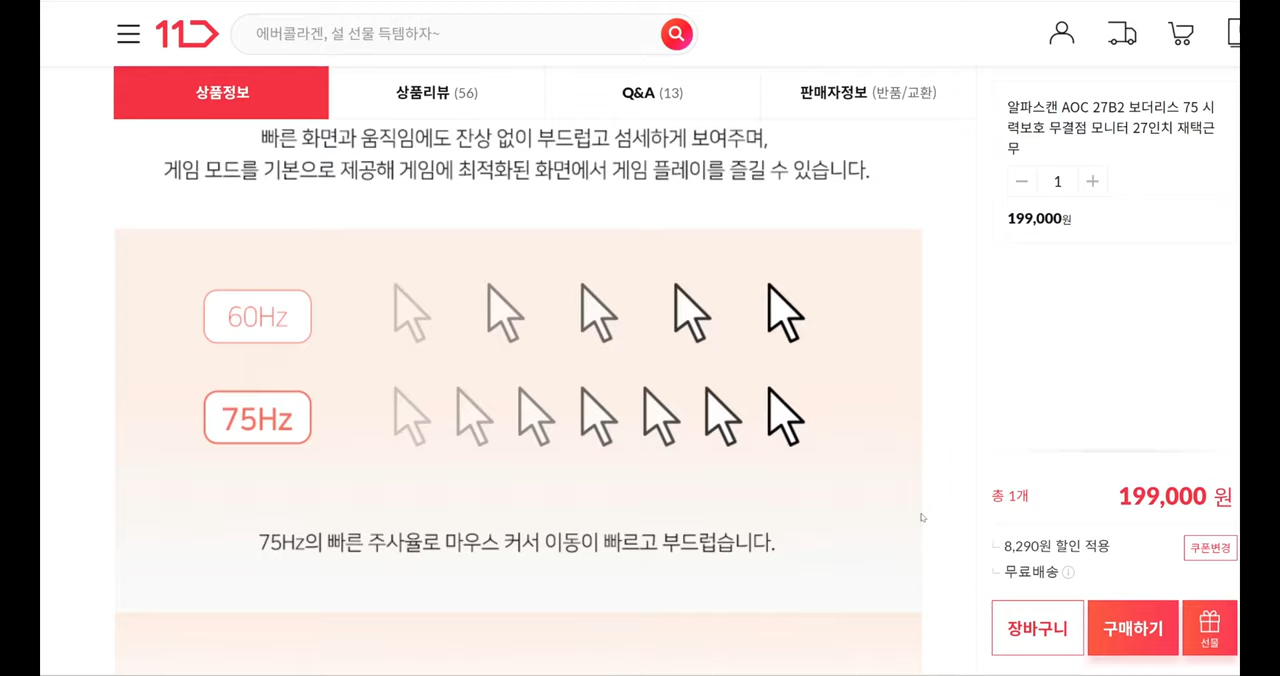 11
에버콜라겐, 설 선물 득템하자~
상품정보
상품리뷰 (56)
Q&A (13)
판매자정보 (반품/교환)
빠른 화면과 움직임에도 잔상 없이 부드럽고 섬세하게 보여주며,
게임 모드를 기본으로 제공해 게임에 최적화된 화면에서 게임 플레이를 즐길 수 있습니다.
60Hz
75Hz
75Hz의 빠른 주사율로 마우스 커서 이동이 빠르고 부드럽습니다.
알파스캔 AOC 27B2 보더리스 75 시
력보호 무결점 모니터 27인치 재택근
무
1
199,000원
총 1개
199,000 원
8,290원 할인 적용
쿠폰변경
무료배송
장바구니
구매하기
선물